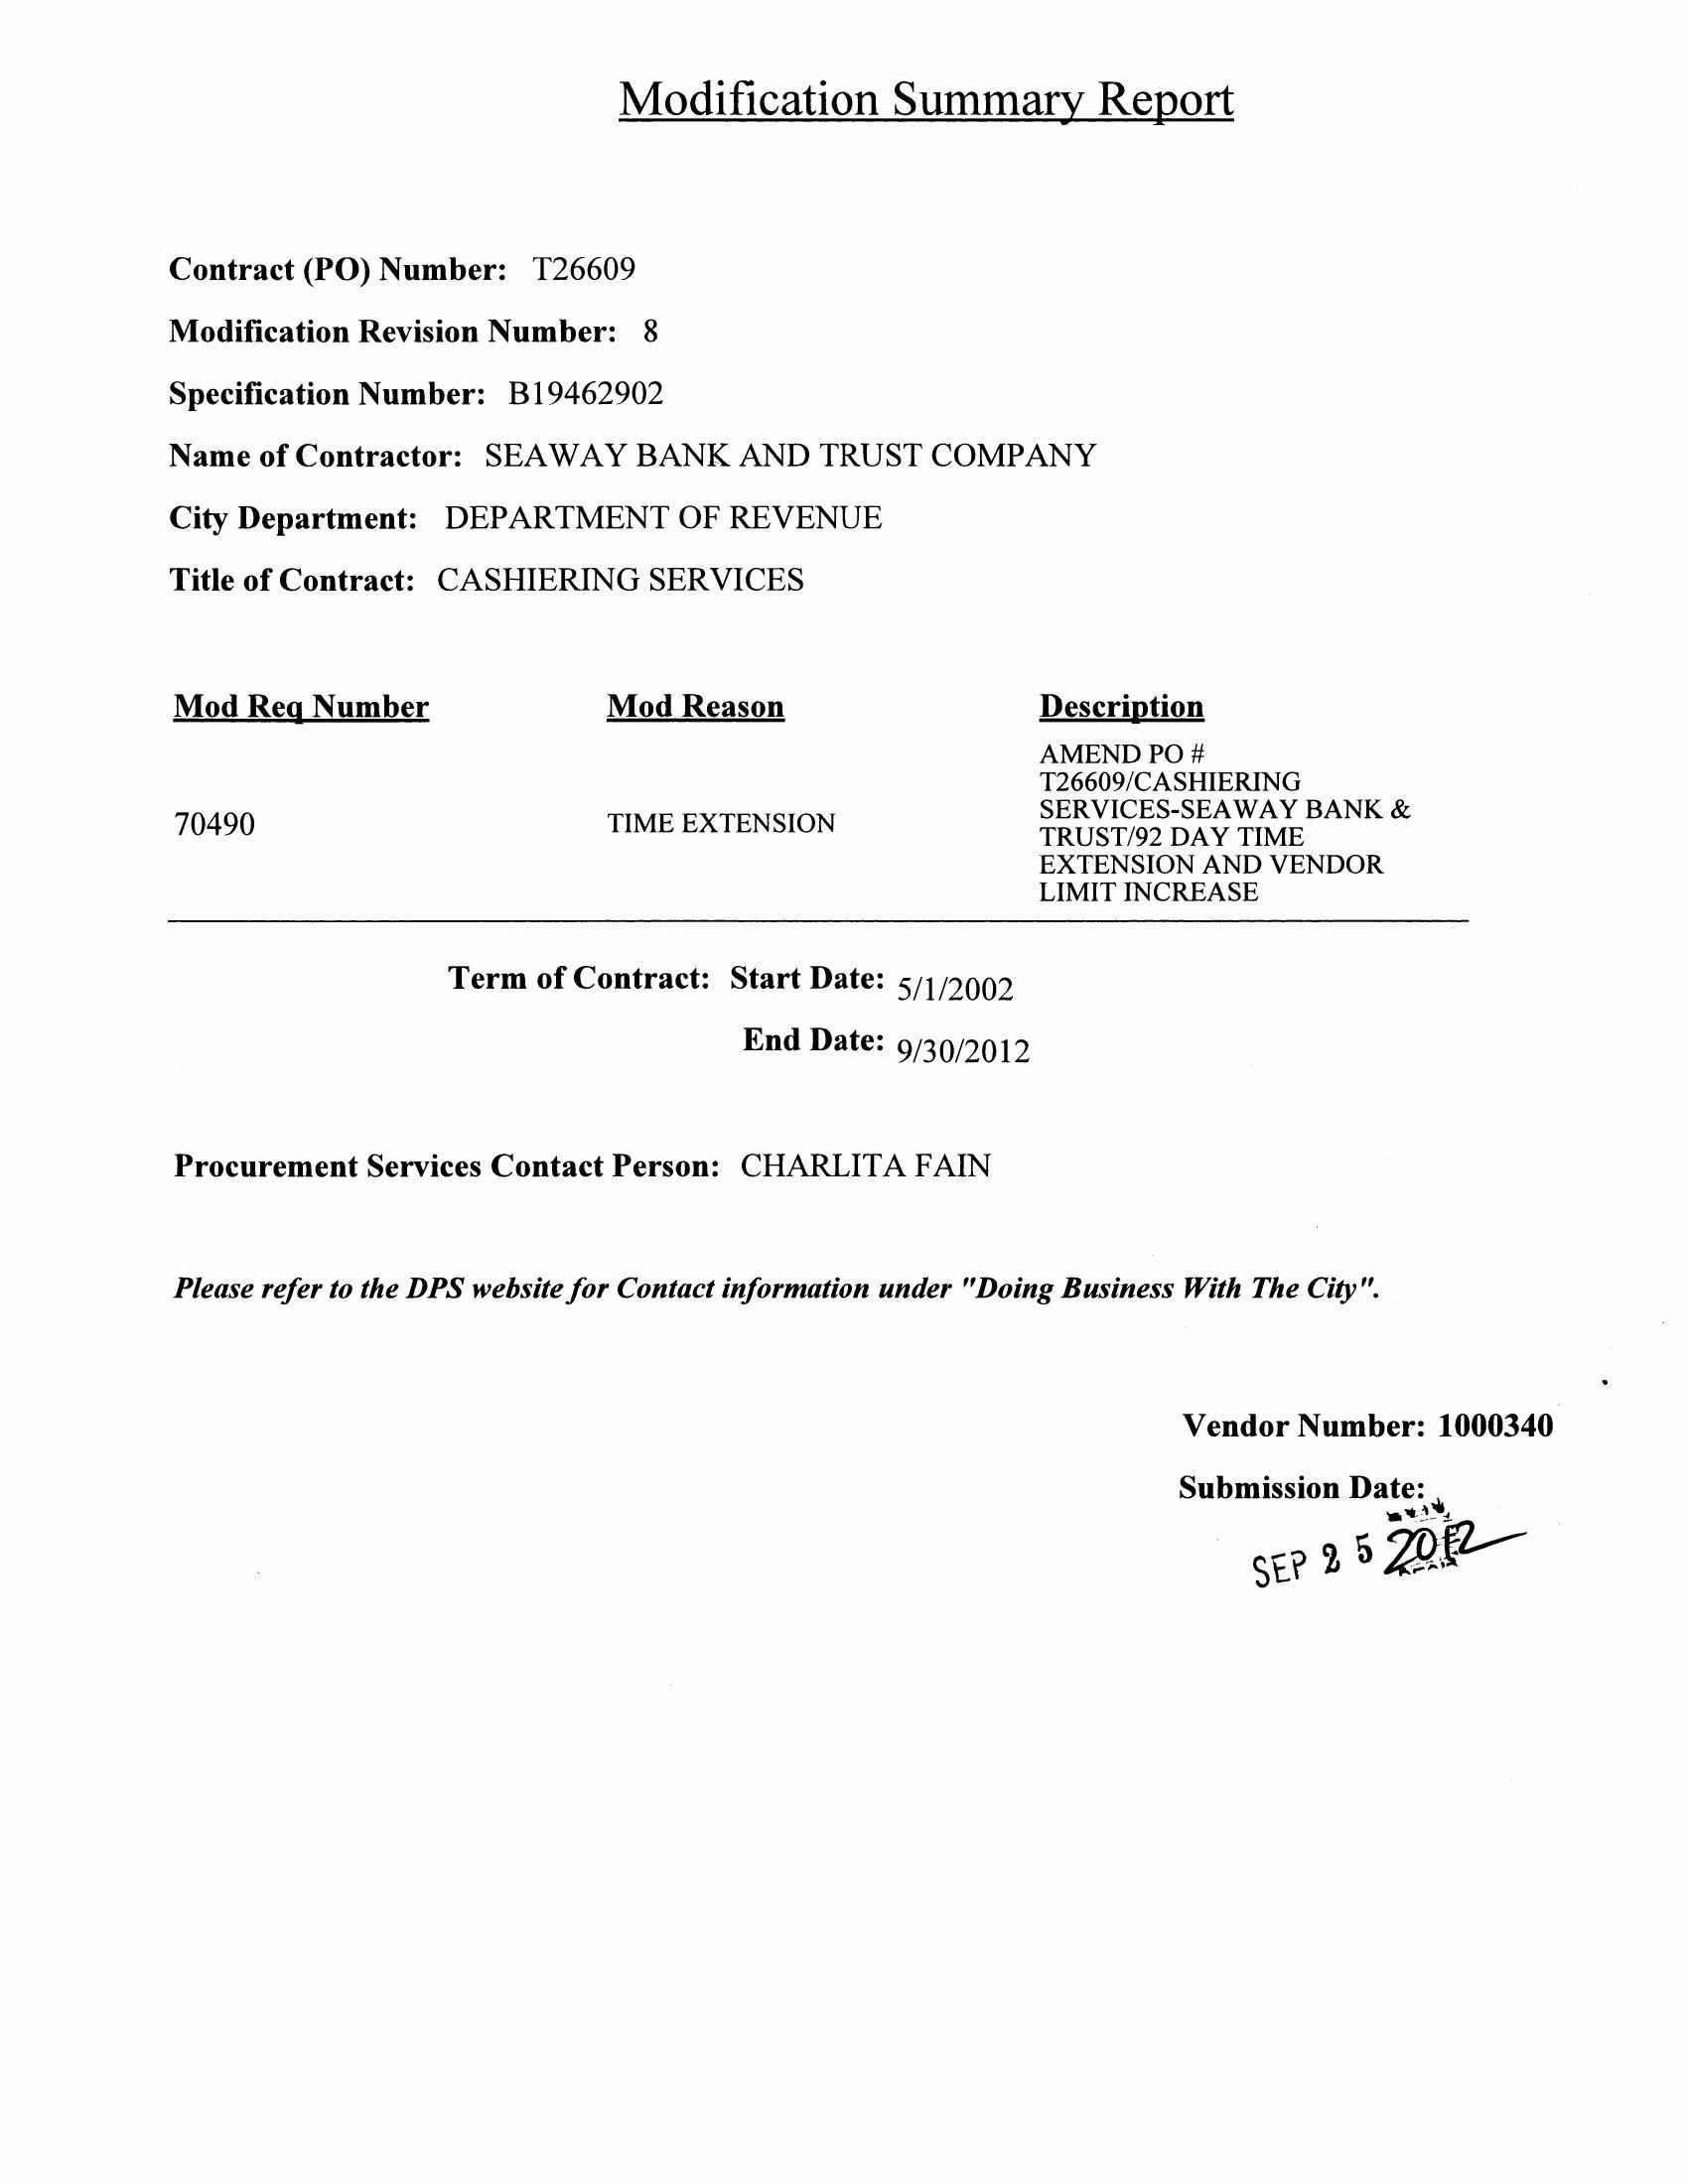 Modification Summary Report
Contract (PO) Number: T26609
Modification Revision Number: 8
Specification Number: B19462902
Name of Contractor: SEAWAY BANK AND TRUST COMPANY
City Department: DEPARTMENT OF REVENUE
Title of Contract: CASHIERING SERVICES
Mod Req Number Mod Reason Description
70490 TIME EXTENSION
AMEND PO #
T26609/CASHIERING
SERVICES-SEAWAY BANK &
TRUST/92 DAY TIME
EXTENSION AND VENDOR
LIMIT INCREASE
Term of Contract: Start Date: 5/1/2002
End Date: 9/30/2012
Procurement Services Contact Person: CHARLITA FAIN
Please refer to the DPS website for Contact information under "Doing Business With The City".
Vendor Number: 1000340
Submission Date:
SEP 25 2012